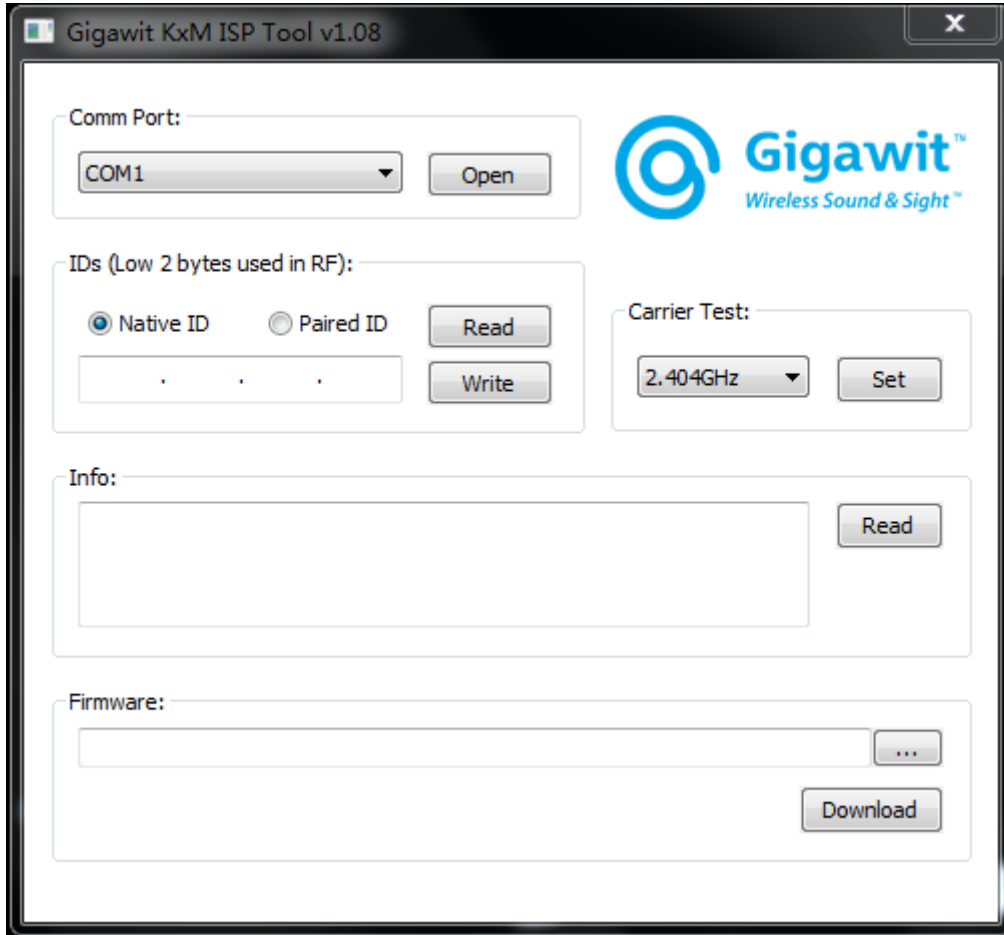 Gigawit KxM ISP Tool v1.08
Comm Port:
COM1
Open
Gigawit™
Wireless Sound & Sight™
IDs (Low 2 bytes used in RF):
Native ID
Paired ID
Read
. . .
Write
Carrier Test:
2.404GHz
Set
Info:
Read
Firmware:
...
Download